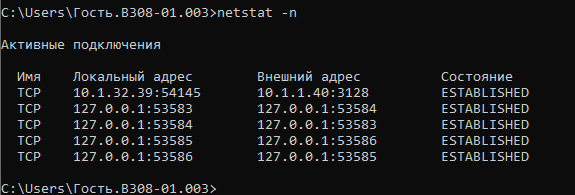 C:\Users\Гость.B308-01.003>netstat -n
Активные подключения
Имя Локальный адрес Внешний адрес Состояние
TCP 10.1.32.39:54145 10.1.1.40:3128 ESTABLISHED
TCP 127.0.0.1:53583 127.0.0.1:53584 ESTABLISHED
TCP 127.0.0.1:53584 127.0.0.1:53583 ESTABLISHED
TCP 127.0.0.1:53585 127.0.0.1:53586 ESTABLISHED
TCP 127.0.0.1:53586 127.0.0.1:53585 ESTABLISHED
C:\Users\Гость.B308-01.003>